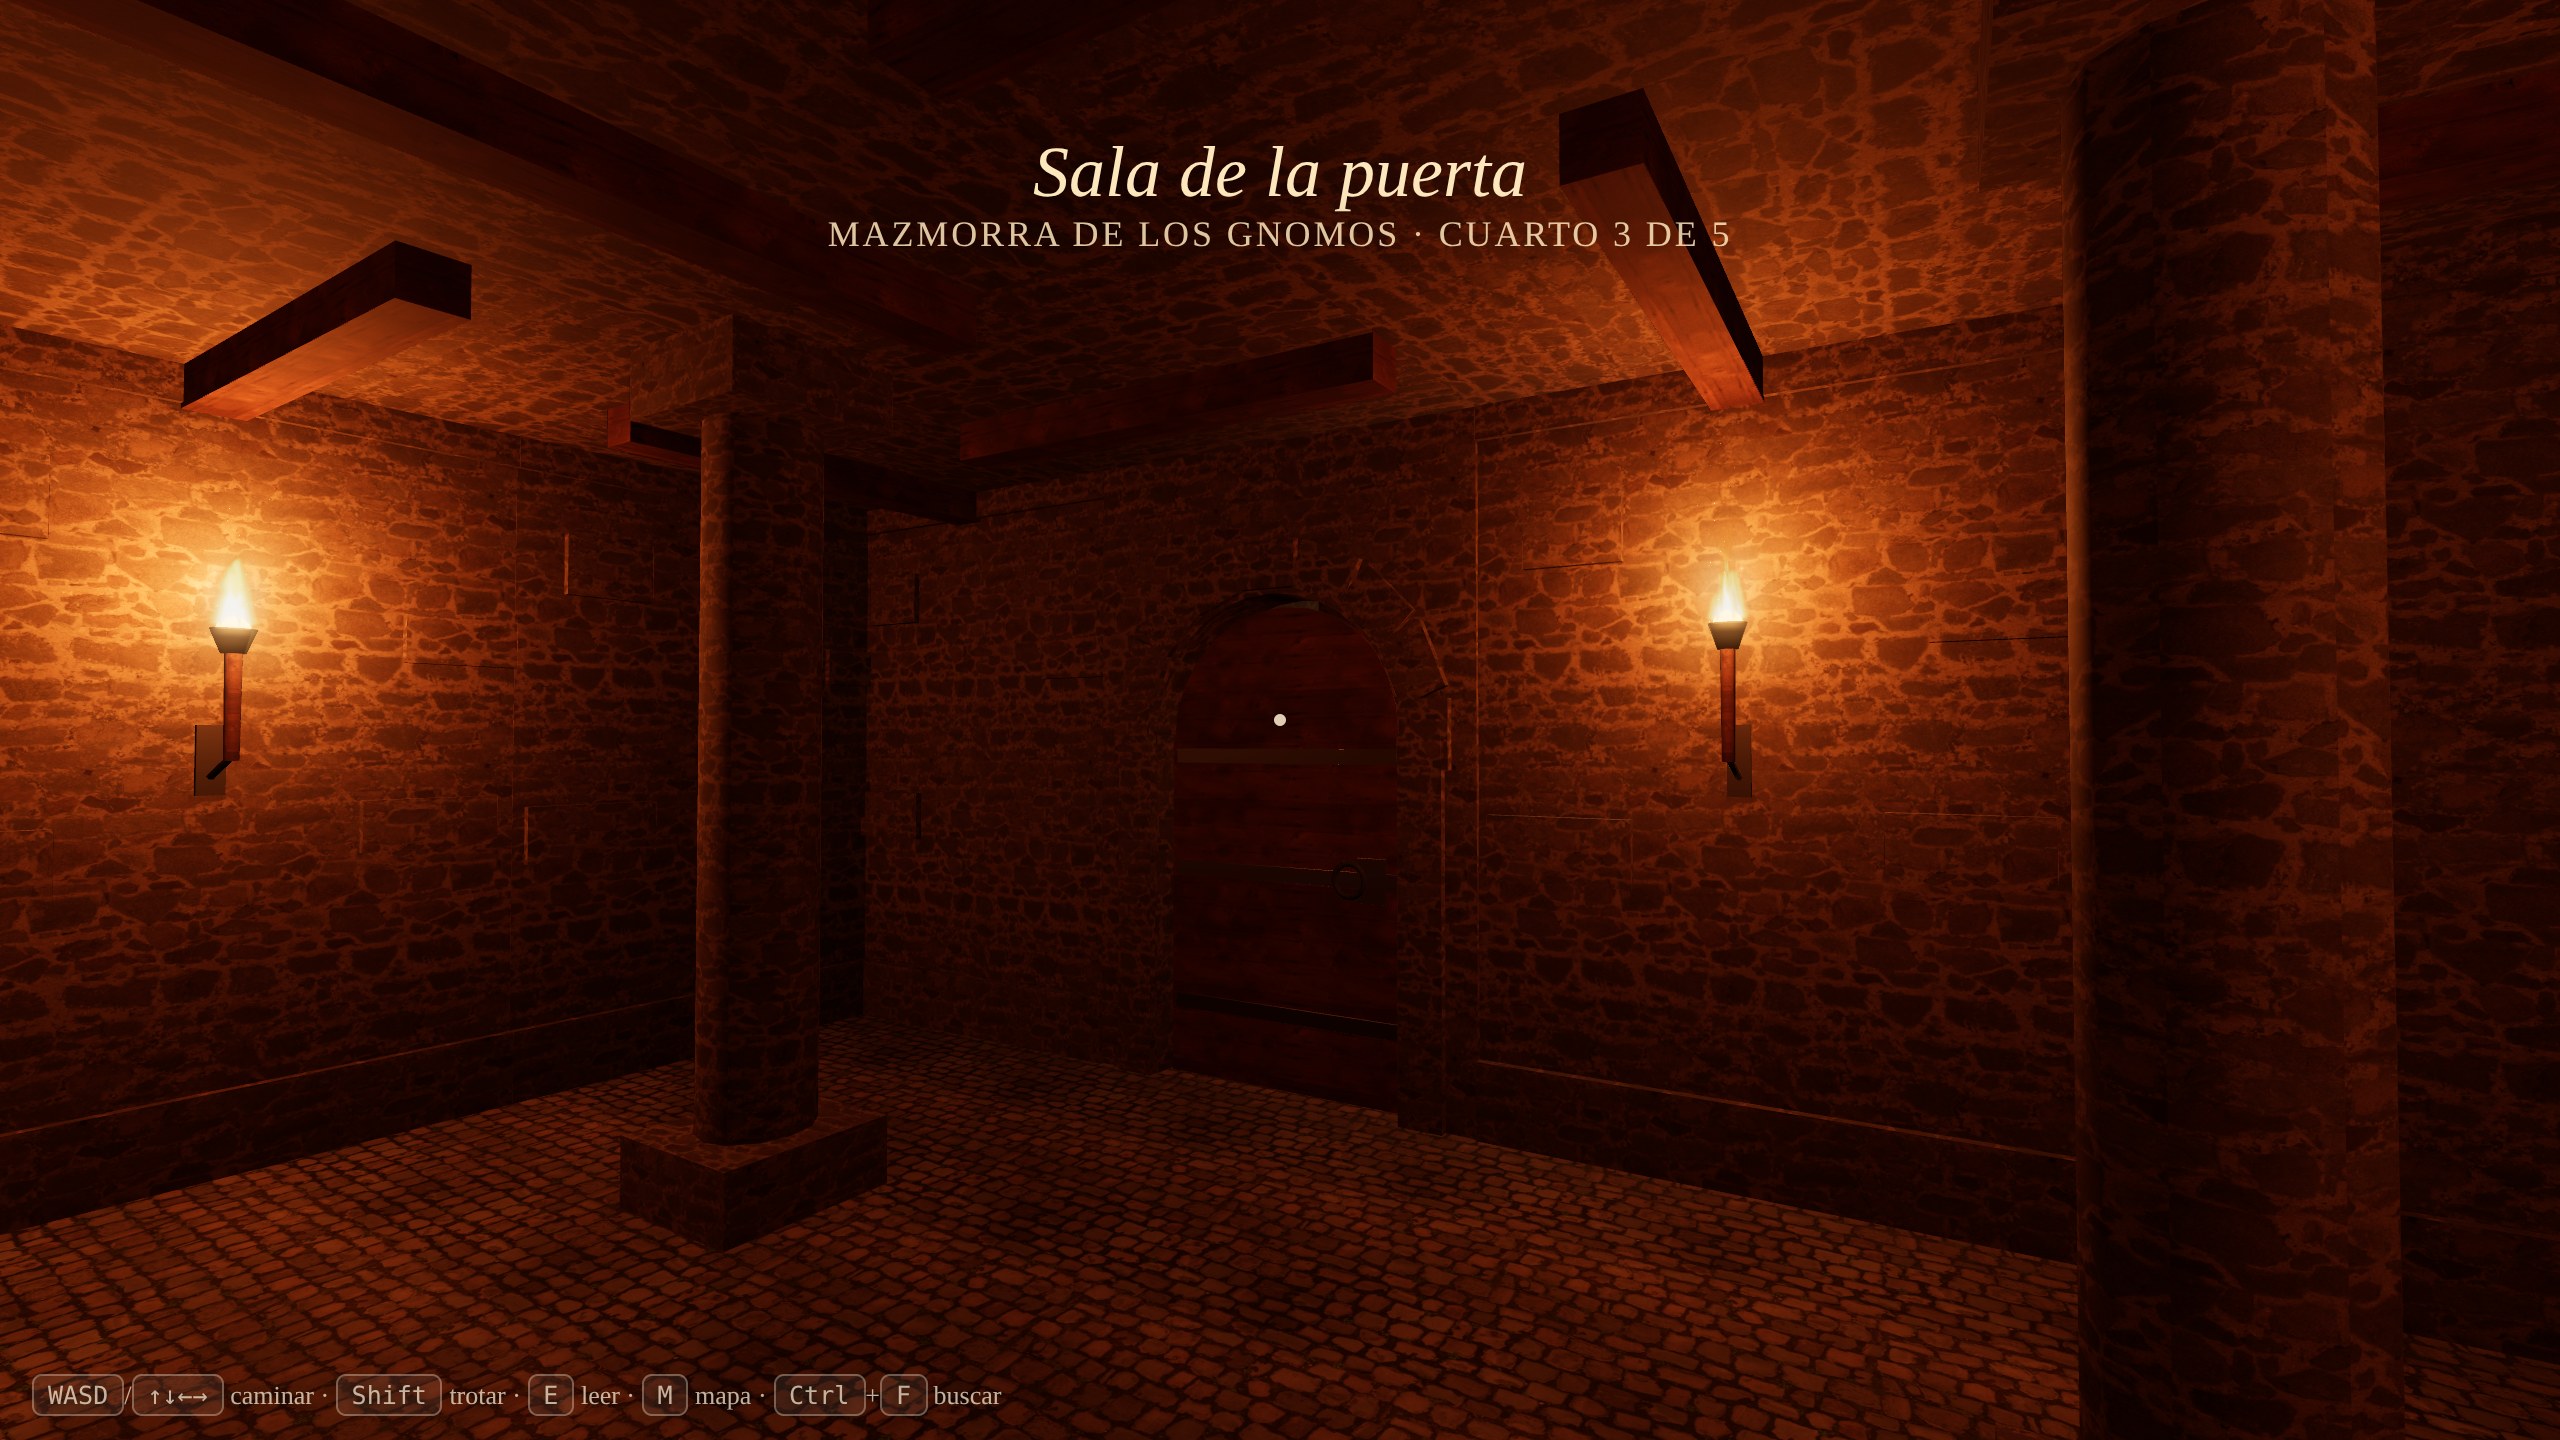 Sala de la puerta
MAZMORRA DE LOS GNOMOS · CUARTO 3 DE 5
WASD/↑↓←→ caminar · Shift trotar · E leer · M mapa · Ctrl+F buscar